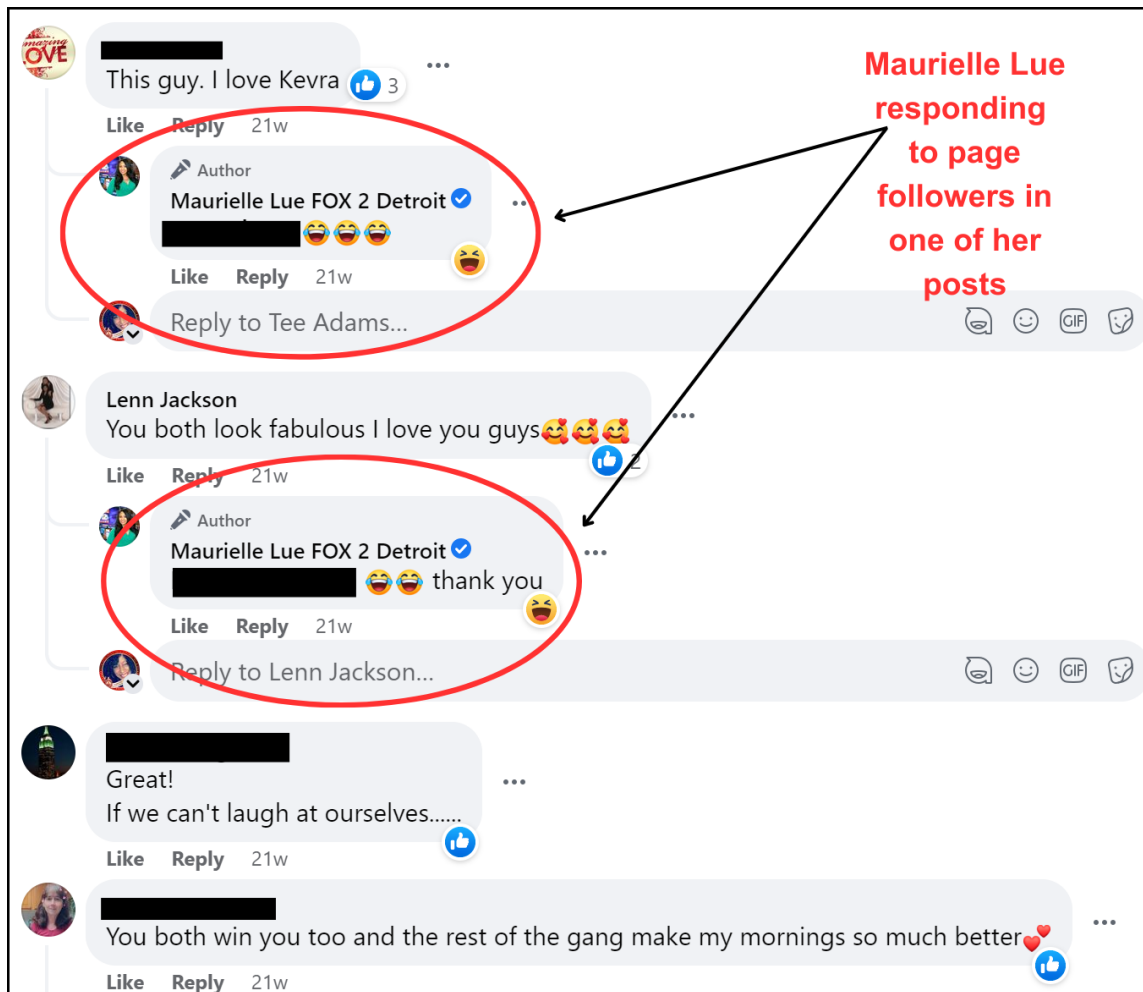 This guy. I love Kevra 👍 3
Like Reply 21w
Author
Maurielle Lue FOX 2 Detroit
😂😂😂
Like Reply 21w
Reply to Tee Adams...
GIF
Lenn Jackson
You both look fabulous I love you guys🥰🥰🥰
2
Like Reply 21w
Author
Maurielle Lue FOX 2 Detroit
😂😂 thank you
Like Reply 21w
Reply to Lenn Jackson...
GIF
Great!
If we can't laugh at ourselves......
Like Reply 21w
You both win you too and the rest of the gang make my mornings so much better💕
Like Reply 21w
Maurielle Lue
responding
to page
followers in
one of her
posts